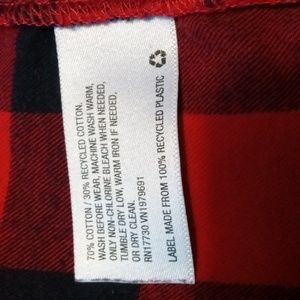 70% COTTON / 30% RECYCLED COTTON.
WASH BEFORE WEAR, MACHINE WASH WARM,
ONLY NON-CHLORINE BLEACH WHEN NEEDED,
TUMBLE DRY LOW, WARM IRON IF NEEDED,
OR DRY CLEAN.
RN17730 VN1979691
LABEL MADE FROM 100% RECYCLED PLASTIC